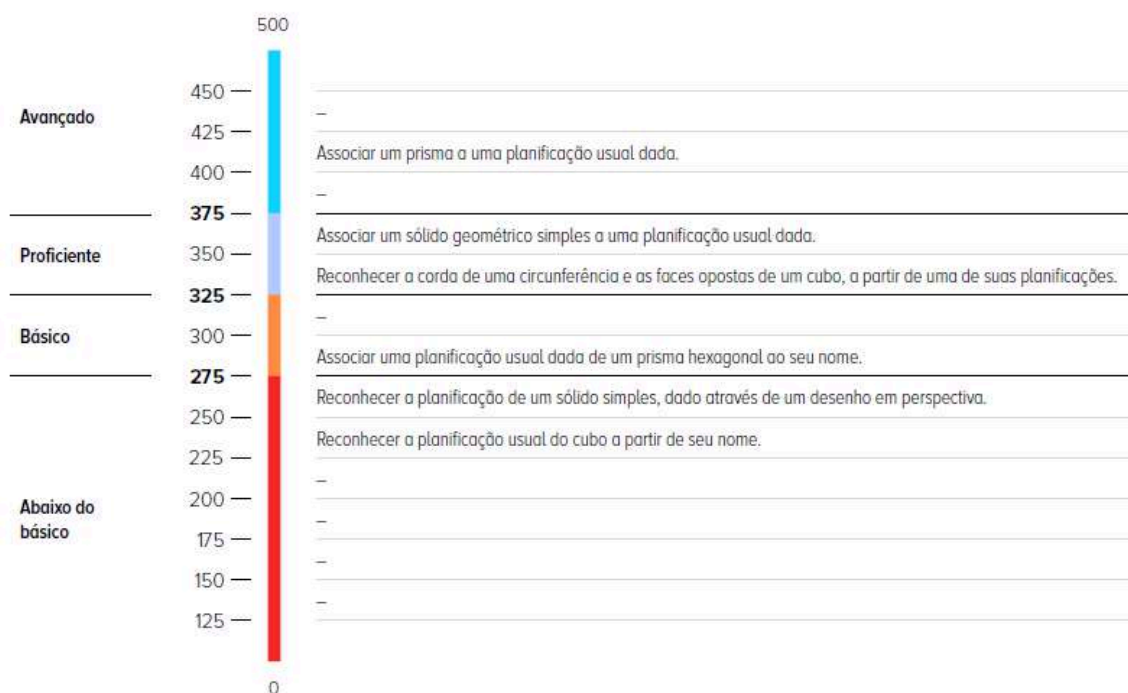 500
450
–
Avançado
425
Associar um prisma a uma planificação usual dada.
400
–
375
Associar um sólido geométrico simples a uma planificação usual dada.
Proficiente
350
Reconhecer a corda de uma circunferência e as faces opostas de um cubo, a partir de uma de suas planificações.
325
–
Básico
300
Associar uma planificação usual dada de um prisma hexagonal ao seu nome.
275
Reconhecer a planificação de um sólido simples, dado através de um desenho em perspectiva.
250
Reconhecer a planificação usual do cubo a partir de seu nome.
225
–
200
Abaixo do
básico
–
175
–
150
–
125
0